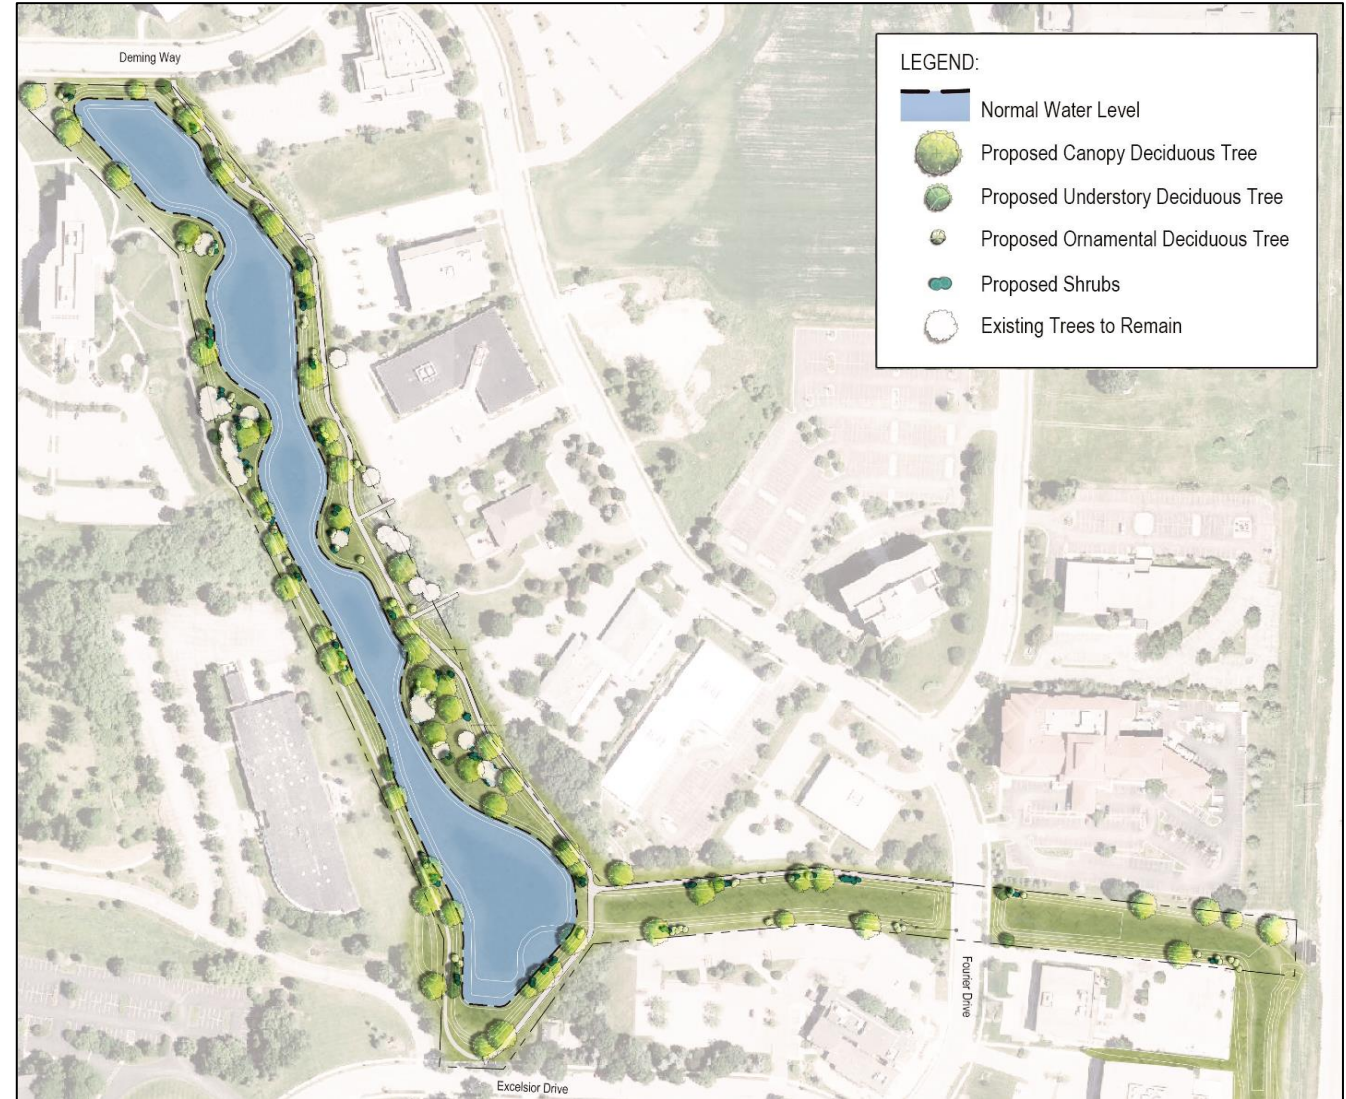 Deming Way
LEGEND:
Normal Water Level
Proposed Canopy Deciduous Tree
Proposed Understory Deciduous Tree
Proposed Ornamental Deciduous Tree
Proposed Shrubs
Existing Trees to Remain
Fourier Drive
Excelsior Drive